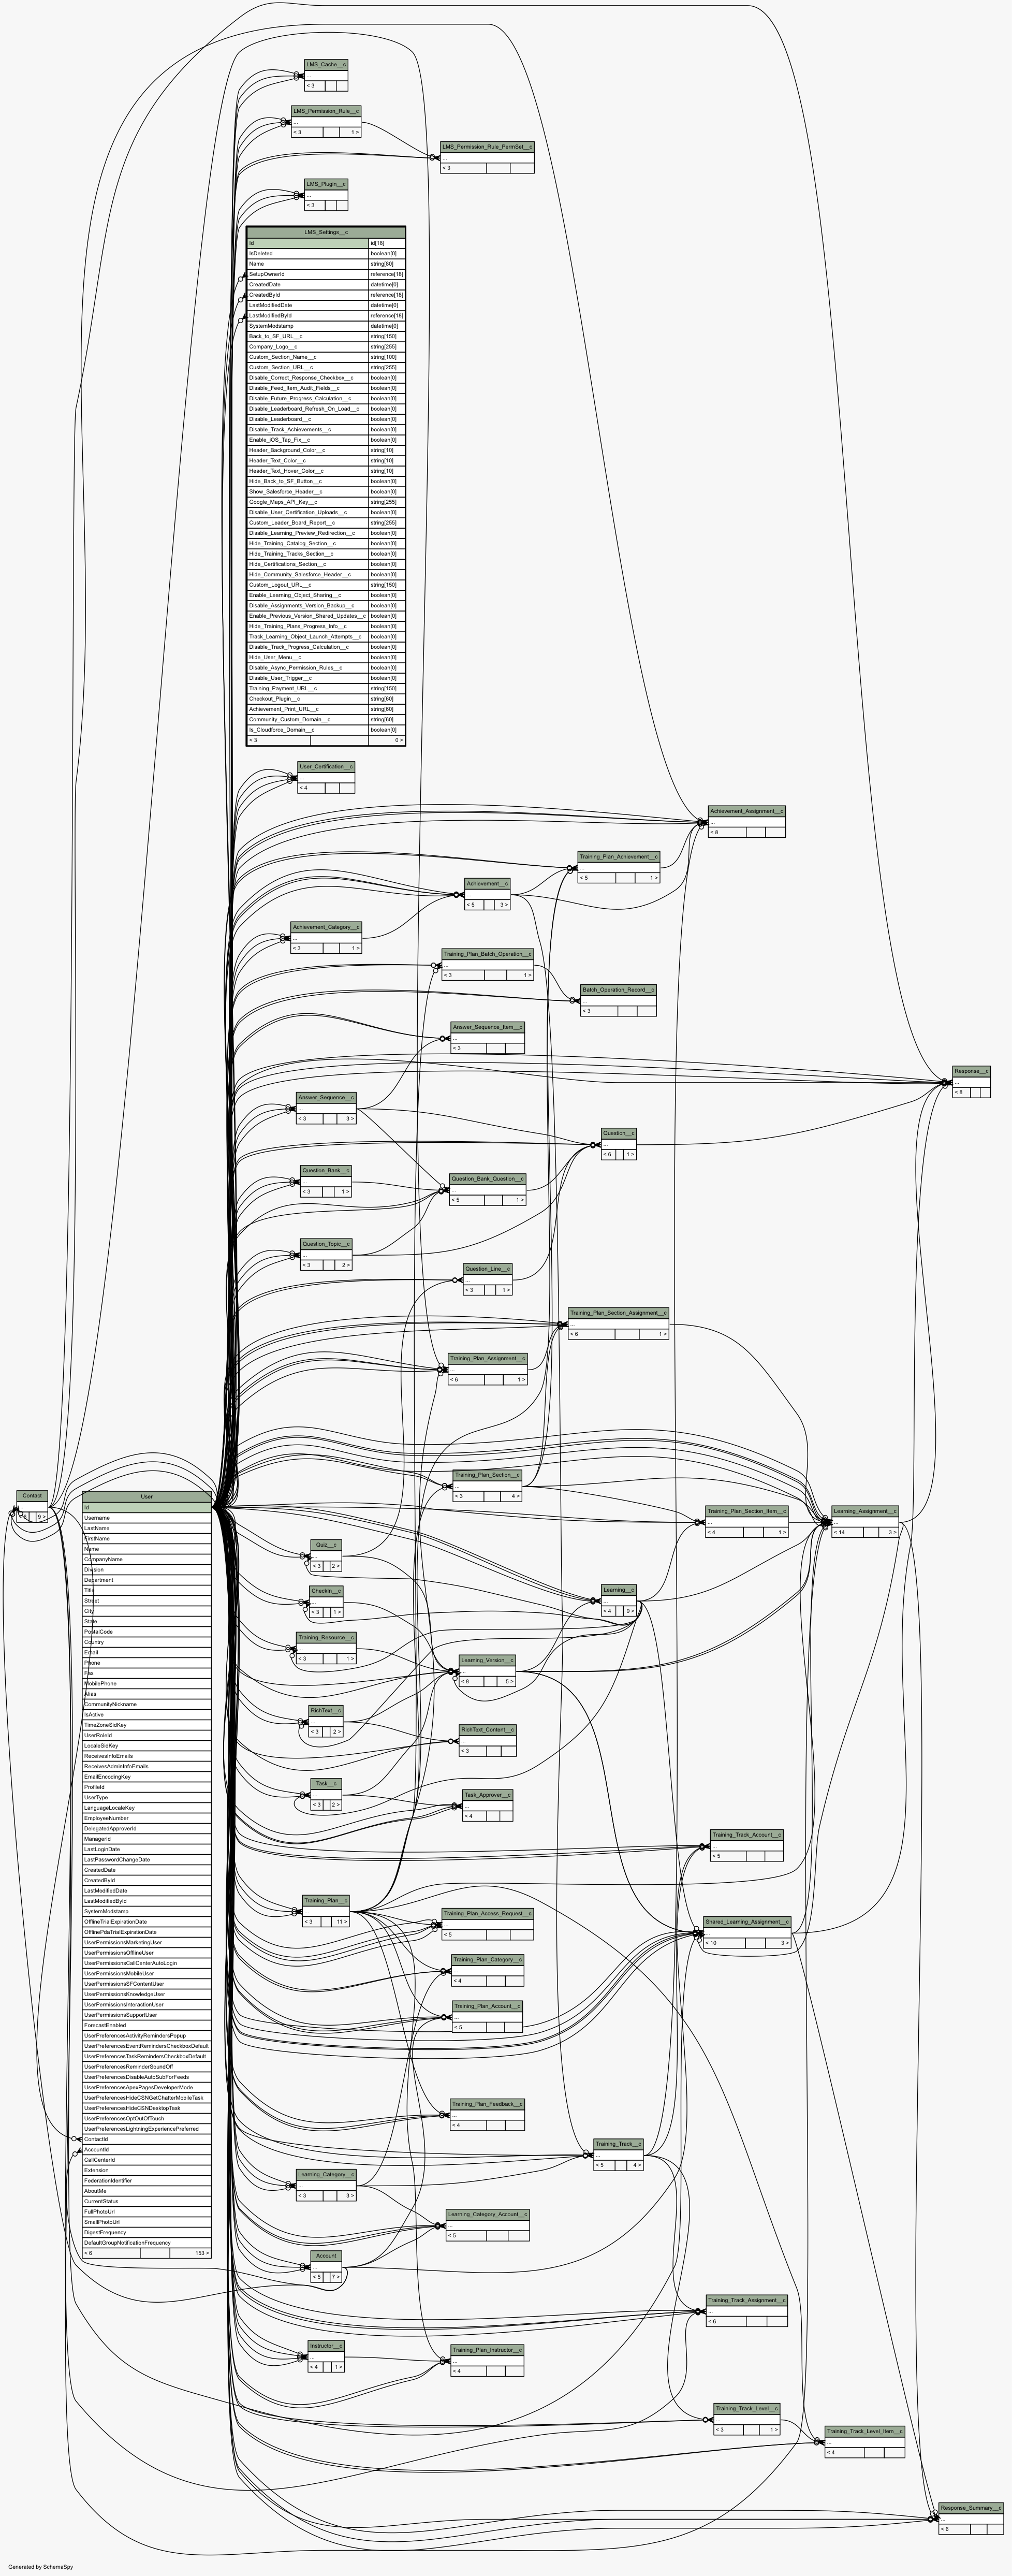 LMS_Cache__c
...
< 3
LMS_Permission_Rule__c
...
< 3 1 >
LMS_Permission_Rule_PermSet__c
...
< 3
LMS_Plugin__c
...
< 3
LMS_Settings__c
Id id[18]
IsDeleted boolean[0]
Name string[80]
SetupOwnerId reference[18]
CreatedDate datetime[0]
CreatedById reference[18]
LastModifiedDate datetime[0]
LastModifiedById reference[18]
SystemModstamp datetime[0]
Back_to_SF_URL__c string[150]
Company_Logo__c string[255]
Custom_Section_Name__c string[100]
Custom_Section_URL__c string[255]
Disable_Correct_Response_Checkbox__c boolean[0]
Disable_Feed_Item_Audit_Fields__c boolean[0]
Disable_Future_Progress_Calculation__c boolean[0]
Disable_Leaderboard_Refresh_On_Load__c boolean[0]
Disable_Leaderboard__c boolean[0]
Disable_Track_Achievements__c boolean[0]
Enable_iOS_Tap_Fix__c boolean[0]
Header_Background_Color__c string[10]
Header_Text_Color__c string[10]
Header_Text_Hover_Color__c string[10]
Hide_Back_to_SF_Button__c boolean[0]
Show_Salesforce_Header__c boolean[0]
Google_Maps_API_Key__c string[255]
Disable_User_Certification_Uploads__c boolean[0]
Custom_Leader_Board_Report__c string[255]
Disable_Learning_Preview_Redirection__c boolean[0]
Hide_Training_Catalog_Section__c boolean[0]
Hide_Training_Tracks_Section__c boolean[0]
Hide_Certifications_Section__c boolean[0]
Hide_Community_Salesforce_Header__c boolean[0]
Custom_Logout_URL__c string[150]
Enable_Learning_Object_Sharing__c boolean[0]
Disable_Assignments_Version_Backup__c boolean[0]
Enable_Previous_Version_Shared_Updates__c boolean[0]
Hide_Training_Plans_Progress_Info__c boolean[0]
Track_Learning_Object_Launch_Attempts__c boolean[0]
Disable_Track_Progress_Calculation__c boolean[0]
Hide_User_Menu__c boolean[0]
Disable_Async_Permission_Rules__c boolean[0]
Disable_User_Trigger__c boolean[0]
Training_Payment_URL__c string[150]
Checkout_Plugin__c string[60]
Achievement_Print_URL__c string[60]
Community_Custom_Domain__c string[60]
Is_Cloudforce_Domain__c boolean[0]
< 3 0 >
User_Certification__c
...
< 4
Achievement_Assignment__c
...
< 8
Training_Plan_Achievement__c
...
< 5 1 >
Achievement__c
...
< 5 3 >
Achievement_Category__c
...
< 3 1 >
Training_Plan_Batch_Operation__c
...
< 3 1 >
Batch_Operation_Record__c
...
< 3
Answer_Sequence_Item__c
...
< 3
Response__c
...
< 8
Answer_Sequence__c
...
< 3 3 >
Question__c
...
< 6 1 >
Question_Bank__c
...
< 3 1 >
Question_Bank_Question__c
...
< 5 1 >
Question_Topic__c
...
< 3 2 >
Question_Line__c
...
< 3 1 >
Training_Plan_Section_Assignment__c
...
< 6 1 >
Training_Plan_Assignment__c
...
< 6 1 >
Training_Plan_Section__c
...
< 3 4 >
Contact
9 >
User
Id
Username
LastName
FirstName
Name
CompanyName
Division
Department
Title
Street
City
State
PostalCode
Country
Email
Phone
Fax
MobilePhone
Alias
CommunityNickname
IsActive
TimeZoneSidKey
UserRoleId
LocaleSidKey
ReceivesInfoEmails
ReceivesAdminInfoEmails
EmailEncodingKey
ProfileId
UserType
LanguageLocaleKey
EmployeeNumber
DelegatedApproverId
ManagerId
LastLoginDate
LastPasswordChangeDate
CreatedDate
CreatedById
LastModifiedDate
LastModifiedById
SystemModstamp
OfflineTrialExpirationDate
OfflinePdaTrialExpirationDate
UserPermissionsMarketingUser
UserPermissionsOfflineUser
UserPermissionsCallCenterAutoLogin
UserPermissionsMobileUser
UserPermissionsSFContentUser
UserPermissionsKnowledgeUser
UserPermissionsInteractionUser
UserPermissionsSupportUser
ForecastEnabled
UserPreferencesActivityRemindersPopup
UserPreferencesEventRemindersCheckboxDefault
UserPreferencesTaskRemindersCheckboxDefault
UserPreferencesReminderSoundOff
UserPreferencesDisableAutoSubForFeeds
UserPreferencesApexPagesDeveloperMode
UserPreferencesHideCSNGetChatterMobileTask
UserPreferencesHideCSNDesktopTask
UserPreferencesOptOutOfTouch
UserPreferencesLightningExperiencePreferred
ContactId
AccountId
CallCenterId
Extension
FederationIdentifier
AboutMe
CurrentStatus
FullPhotoUrl
SmallPhotoUrl
DigestFrequency
DefaultGroupNotificationFrequency
< 6 153 >
Training_Plan_Section_Item__c
...
< 4 1 >
Learning_Assignment__c
...
< 14 3 >
Quiz__c
...
< 3 2 >
CheckIn__c
...
< 3 1 >
Learning__c
...
< 4 9 >
Training_Resource__c
...
< 3 1 >
Learning_Version__c
...
< 8 5 >
RichText__c
...
< 3 2 >
RichText_Content__c
...
< 3
Task__c
...
< 3 2 >
Task_Approver__c
...
< 4
Training_Track_Account__c
...
< 5
Training_Plan__c
...
< 3 11 >
Training_Plan_Access_Request__c
...
< 5
Shared_Learning_Assignment__c
...
< 10 3 >
Training_Plan_Category__c
...
< 4
Training_Plan_Account__c
...
< 5
Training_Plan_Feedback__c
...
< 4
Training_Track__c
...
< 5 4 >
Learning_Category__c
...
< 3 3 >
Learning_Category_Account__c
...
< 5
Account
...
< 5 7 >
Training_Track_Assignment__c
...
< 6
Instructor__c
...
< 4 1 >
Training_Plan_Instructor__c
...
< 4
Training_Track_Level__c
...
< 3 1 >
Training_Track_Level_Item__c
...
< 4
Response_Summary__c
...
< 6
Generated by SchemaSpy